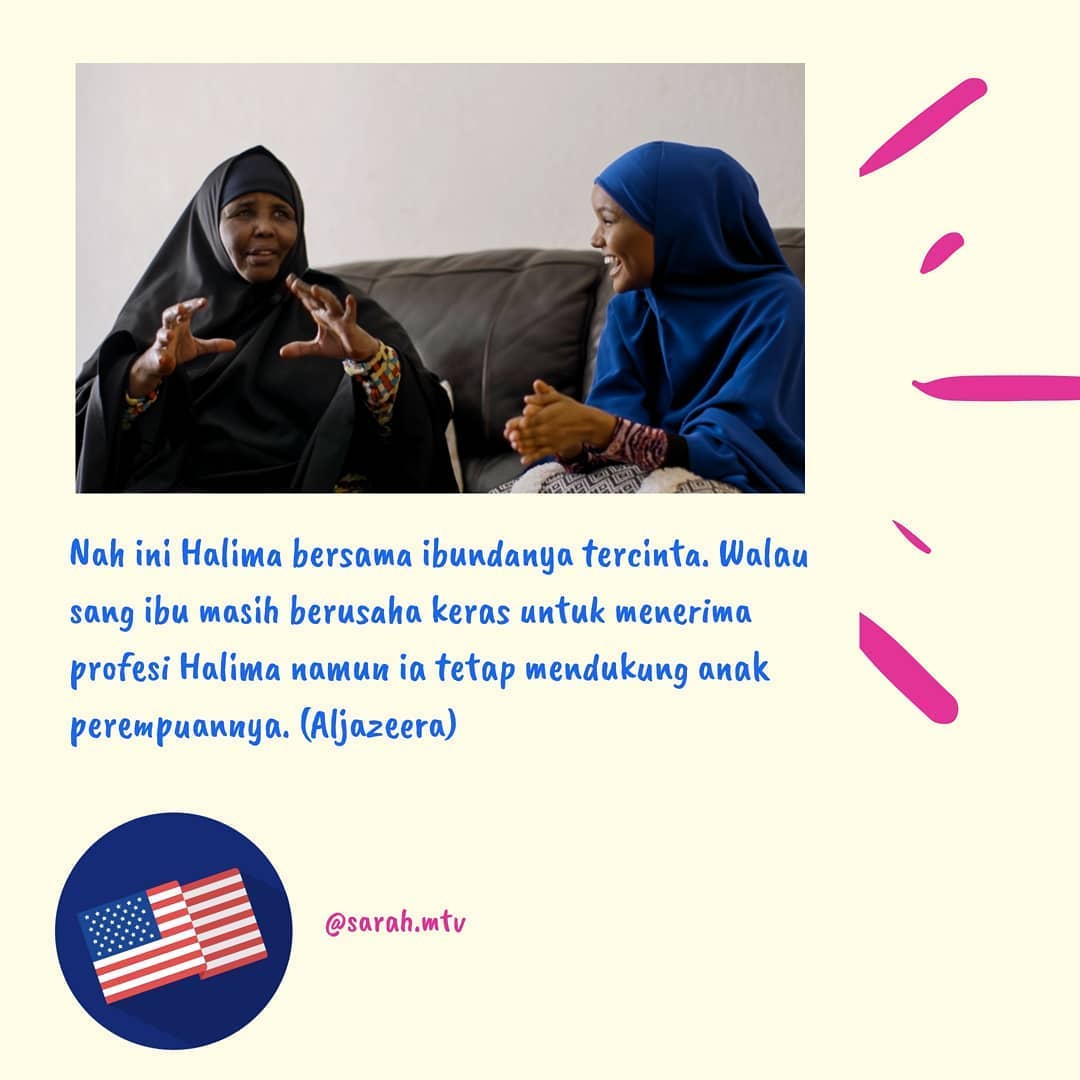 Nah ini Halima bersama ibundanya tercinta. Walau
sang ibu masih berusaha keras untuk menerima
profesi Halima namun ia tetap mendukung anak
perempuannya. (Aljazeera)
@sarah.mtv